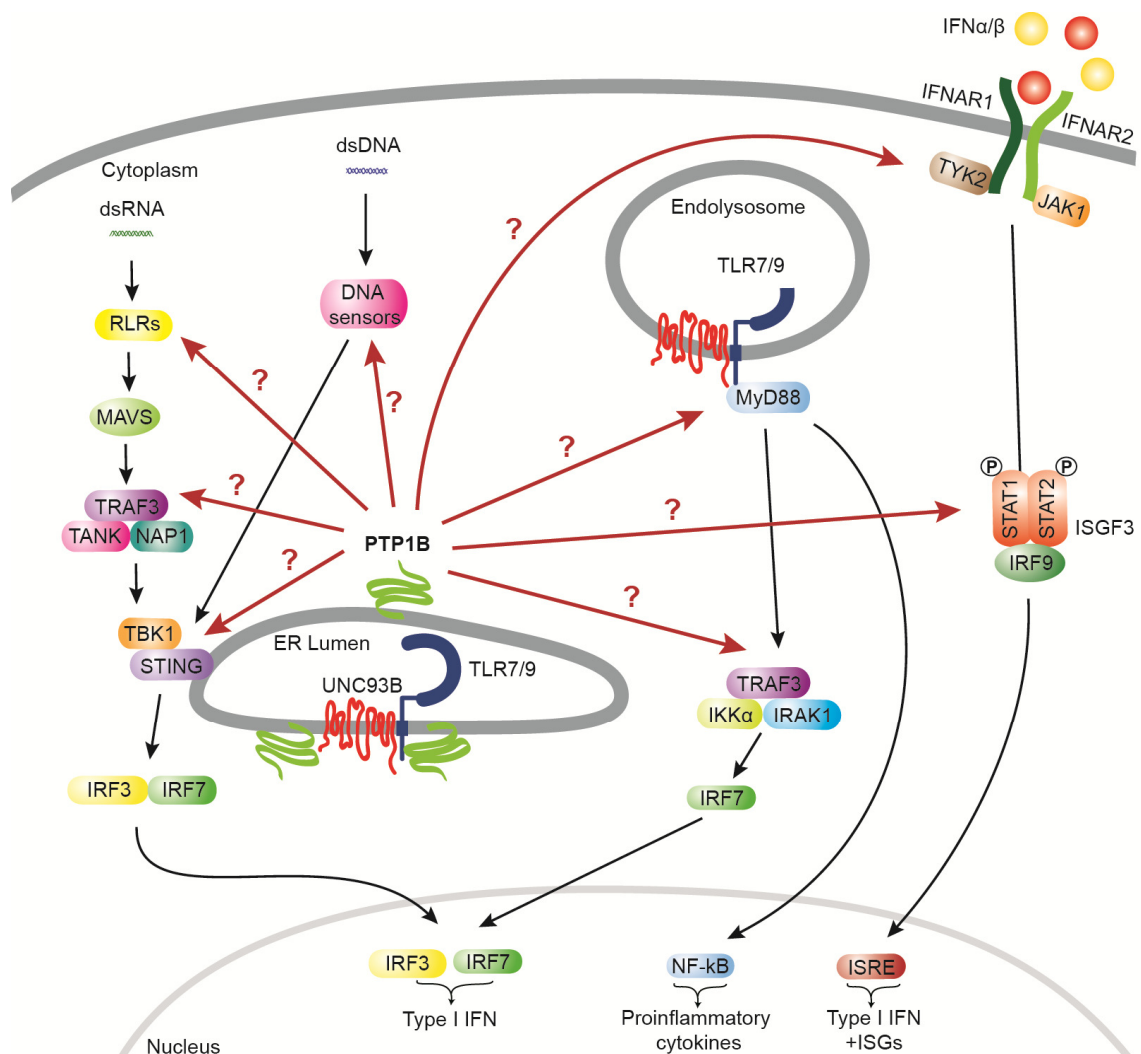 IFNα/β
IFNAR1
IFNAR2
dsDNA
Cytoplasm
dsRNA
TYK2
JAK1
Endolysosome
?
TLR7/9
DNA
sensors
RLRs
?
?
MyD88
MAVS
?
P
P
TRAF3
?
?
STAT1
STAT2
ISGF3
TANK
NAP1
PTP1B
IRF9
?
?
TBK1
ER Lumen
STING
TLR7/9
UNC93B
TRAF3
IKKα
IRAK1
IRF3
IRF7
IRF7
IRF3
IRF7
NF-kB
ISRE
Type I IFN
Proinflammatory
cytokines
Type I IFN
+ISGs
Nucleus